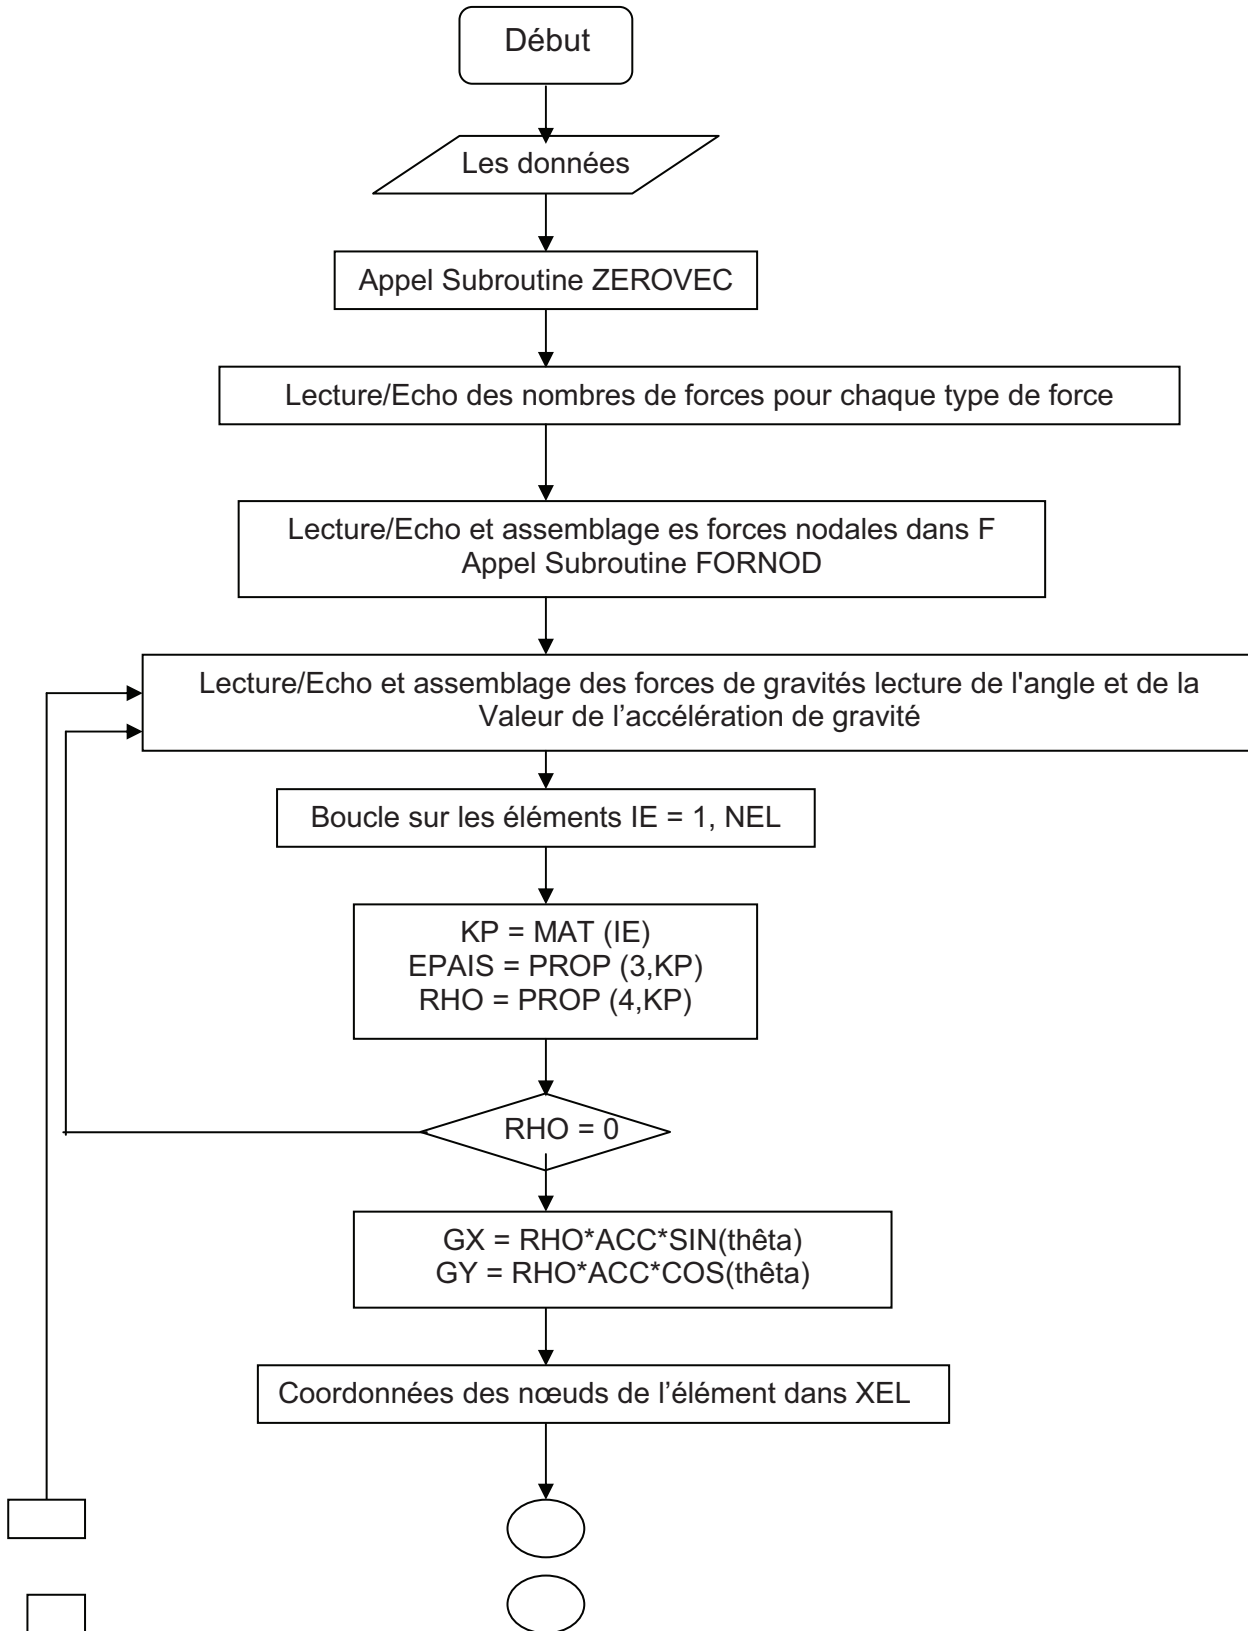 Début
Les données
Appel Subroutine ZEROVEC
Lecture/Echo des nombres de forces pour chaque type de force
Lecture/Echo et assemblage es forces nodales dans F
Appel Subroutine FORNOD
Lecture/Echo et assemblage des forces de gravités lecture de l'angle et de la
Valeur de l’accélération de gravité
Boucle sur les éléments IE = 1, NEL
KP = MAT (IE)
EPAIS = PROP (3,KP)
RHO = PROP (4,KP)
RHO = 0
GX = RHO*ACC*SIN(thêta)
GY = RHO*ACC*COS(thêta)
Coordonnées des nœuds de l’élément dans XEL